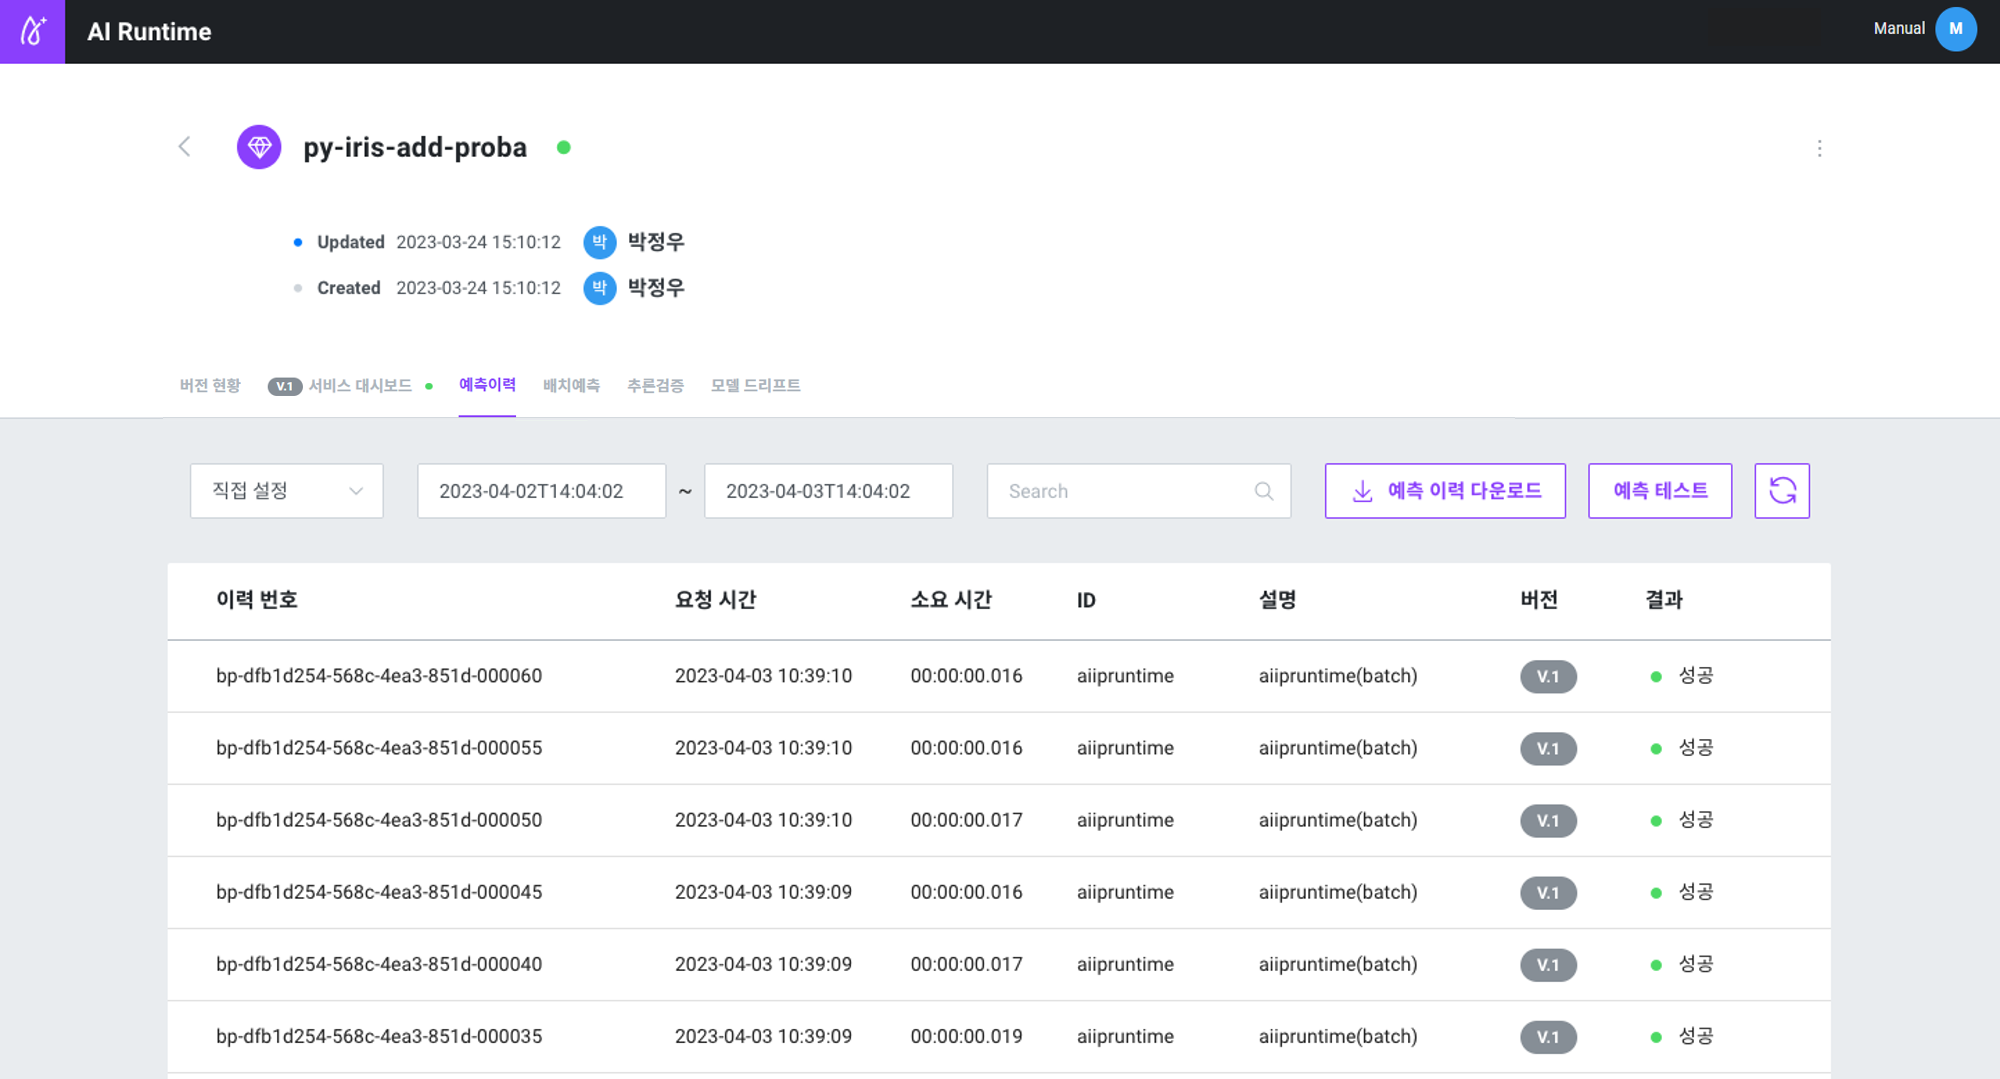 AI Runtime
Manual M
py-iris-add-proba
Updated 2023-03-24 15:10:12 박 박정우
Created 2023-03-24 15:10:12 박 박정우
버전 현황 V.1 서비스 대시보드 예측이력 배치예측 추론검증 모델 드리프트
직접 설정 2023-04-02T14:04:02 ~ 2023-04-03T14:04:02 Search 예측 이력 다운로드 예측 테스트
이력 번호 요청 시간 소요 시간 ID 설명 버전 결과
bp-dfb1d254-568c-4ea3-851d-000060 2023-04-03 10:39:10 00:00:00.016 aiipruntime aiipruntime(batch) V.1 성공
bp-dfb1d254-568c-4ea3-851d-000055 2023-04-03 10:39:10 00:00:00.016 aiipruntime aiipruntime(batch) V.1 성공
bp-dfb1d254-568c-4ea3-851d-000050 2023-04-03 10:39:10 00:00:00.017 aiipruntime aiipruntime(batch) V.1 성공
bp-dfb1d254-568c-4ea3-851d-000045 2023-04-03 10:39:09 00:00:00.016 aiipruntime aiipruntime(batch) V.1 성공
bp-dfb1d254-568c-4ea3-851d-000040 2023-04-03 10:39:09 00:00:00.017 aiipruntime aiipruntime(batch) V.1 성공
bp-dfb1d254-568c-4ea3-851d-000035 2023-04-03 10:39:09 00:00:00.019 aiipruntime aiipruntime(batch) V.1 성공